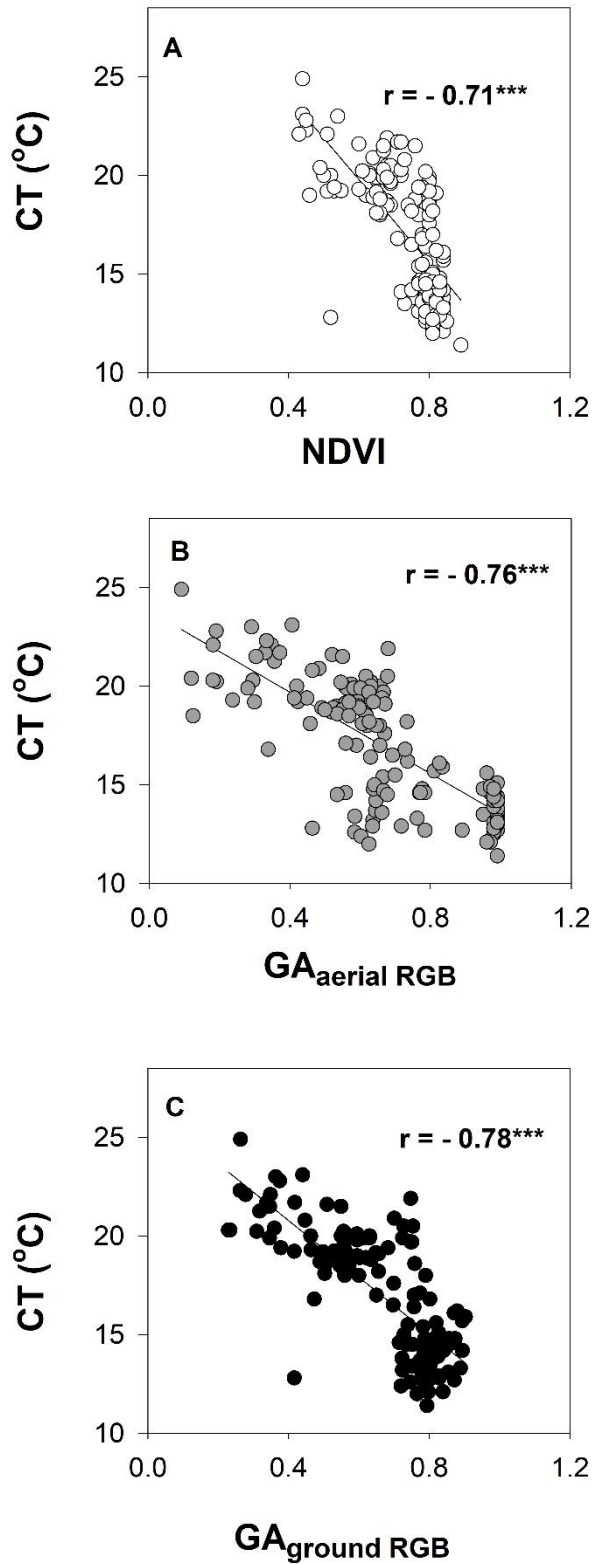 A
r = - 0.71***
CT (°C)
25
20
15
10
0.0 0.4 0.8 1.2
NDVI
B
r = - 0.76***
CT (°C)
25
20
15
10
0.0 0.4 0.8 1.2
GAaerial RGB
C
r = - 0.78***
CT (°C)
25
20
15
10
0.0 0.4 0.8 1.2
GAground RGB